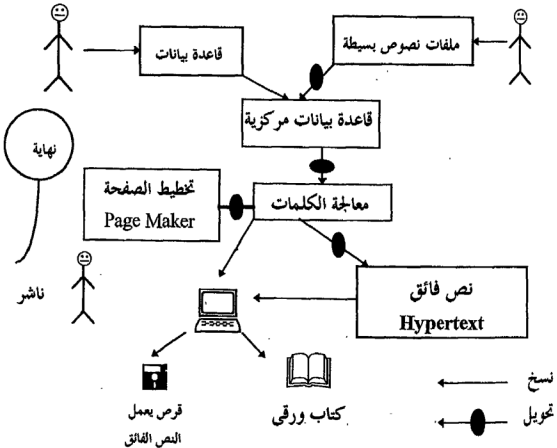 ملفات نصوص بسيطة
قاعدة بيانات
قاعدة بيانات مركزية
نهاية
تخطيط الصفحة
Page Maker
معالجة الكلمات
ناشر
نص فائق
Hypertext
نسخ
تحويل
كتاب ورقى
قرص يعمل
النص الفائق